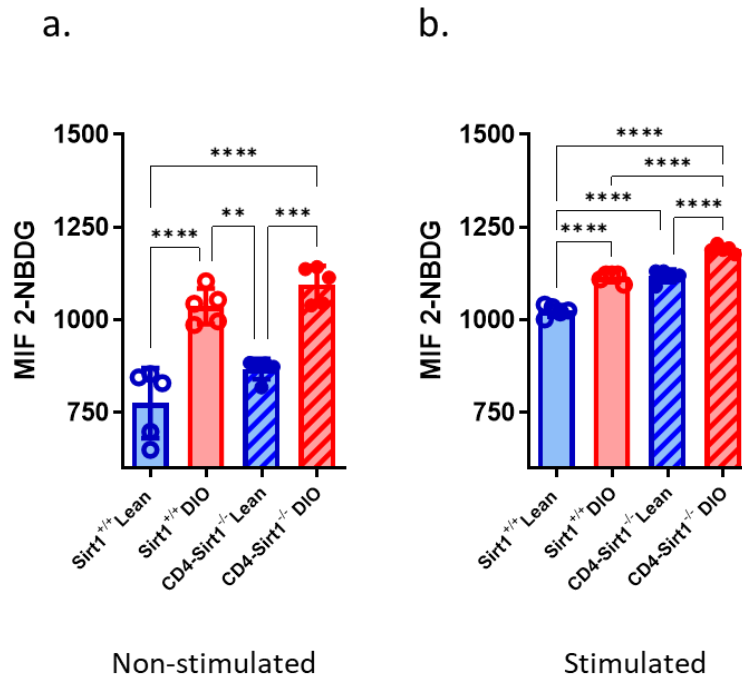 a.
b.
MIF 2-NBDG
1500
1250
1000
750
****
****
**
***
Sirt1+/+ Lean
Sirt1+/+ DIO
CD4-Sirt1-/- Lean
CD4-Sirt1-/- DIO
Non-stimulated
MIF 2-NBDG
1500
1250
1000
750
****
****
****
****
****
Sirt1+/+ Lean
Sirt1+/+ DIO
CD4-Sirt1-/- Lean
CD4-Sirt1-/- DIO
Stimulated